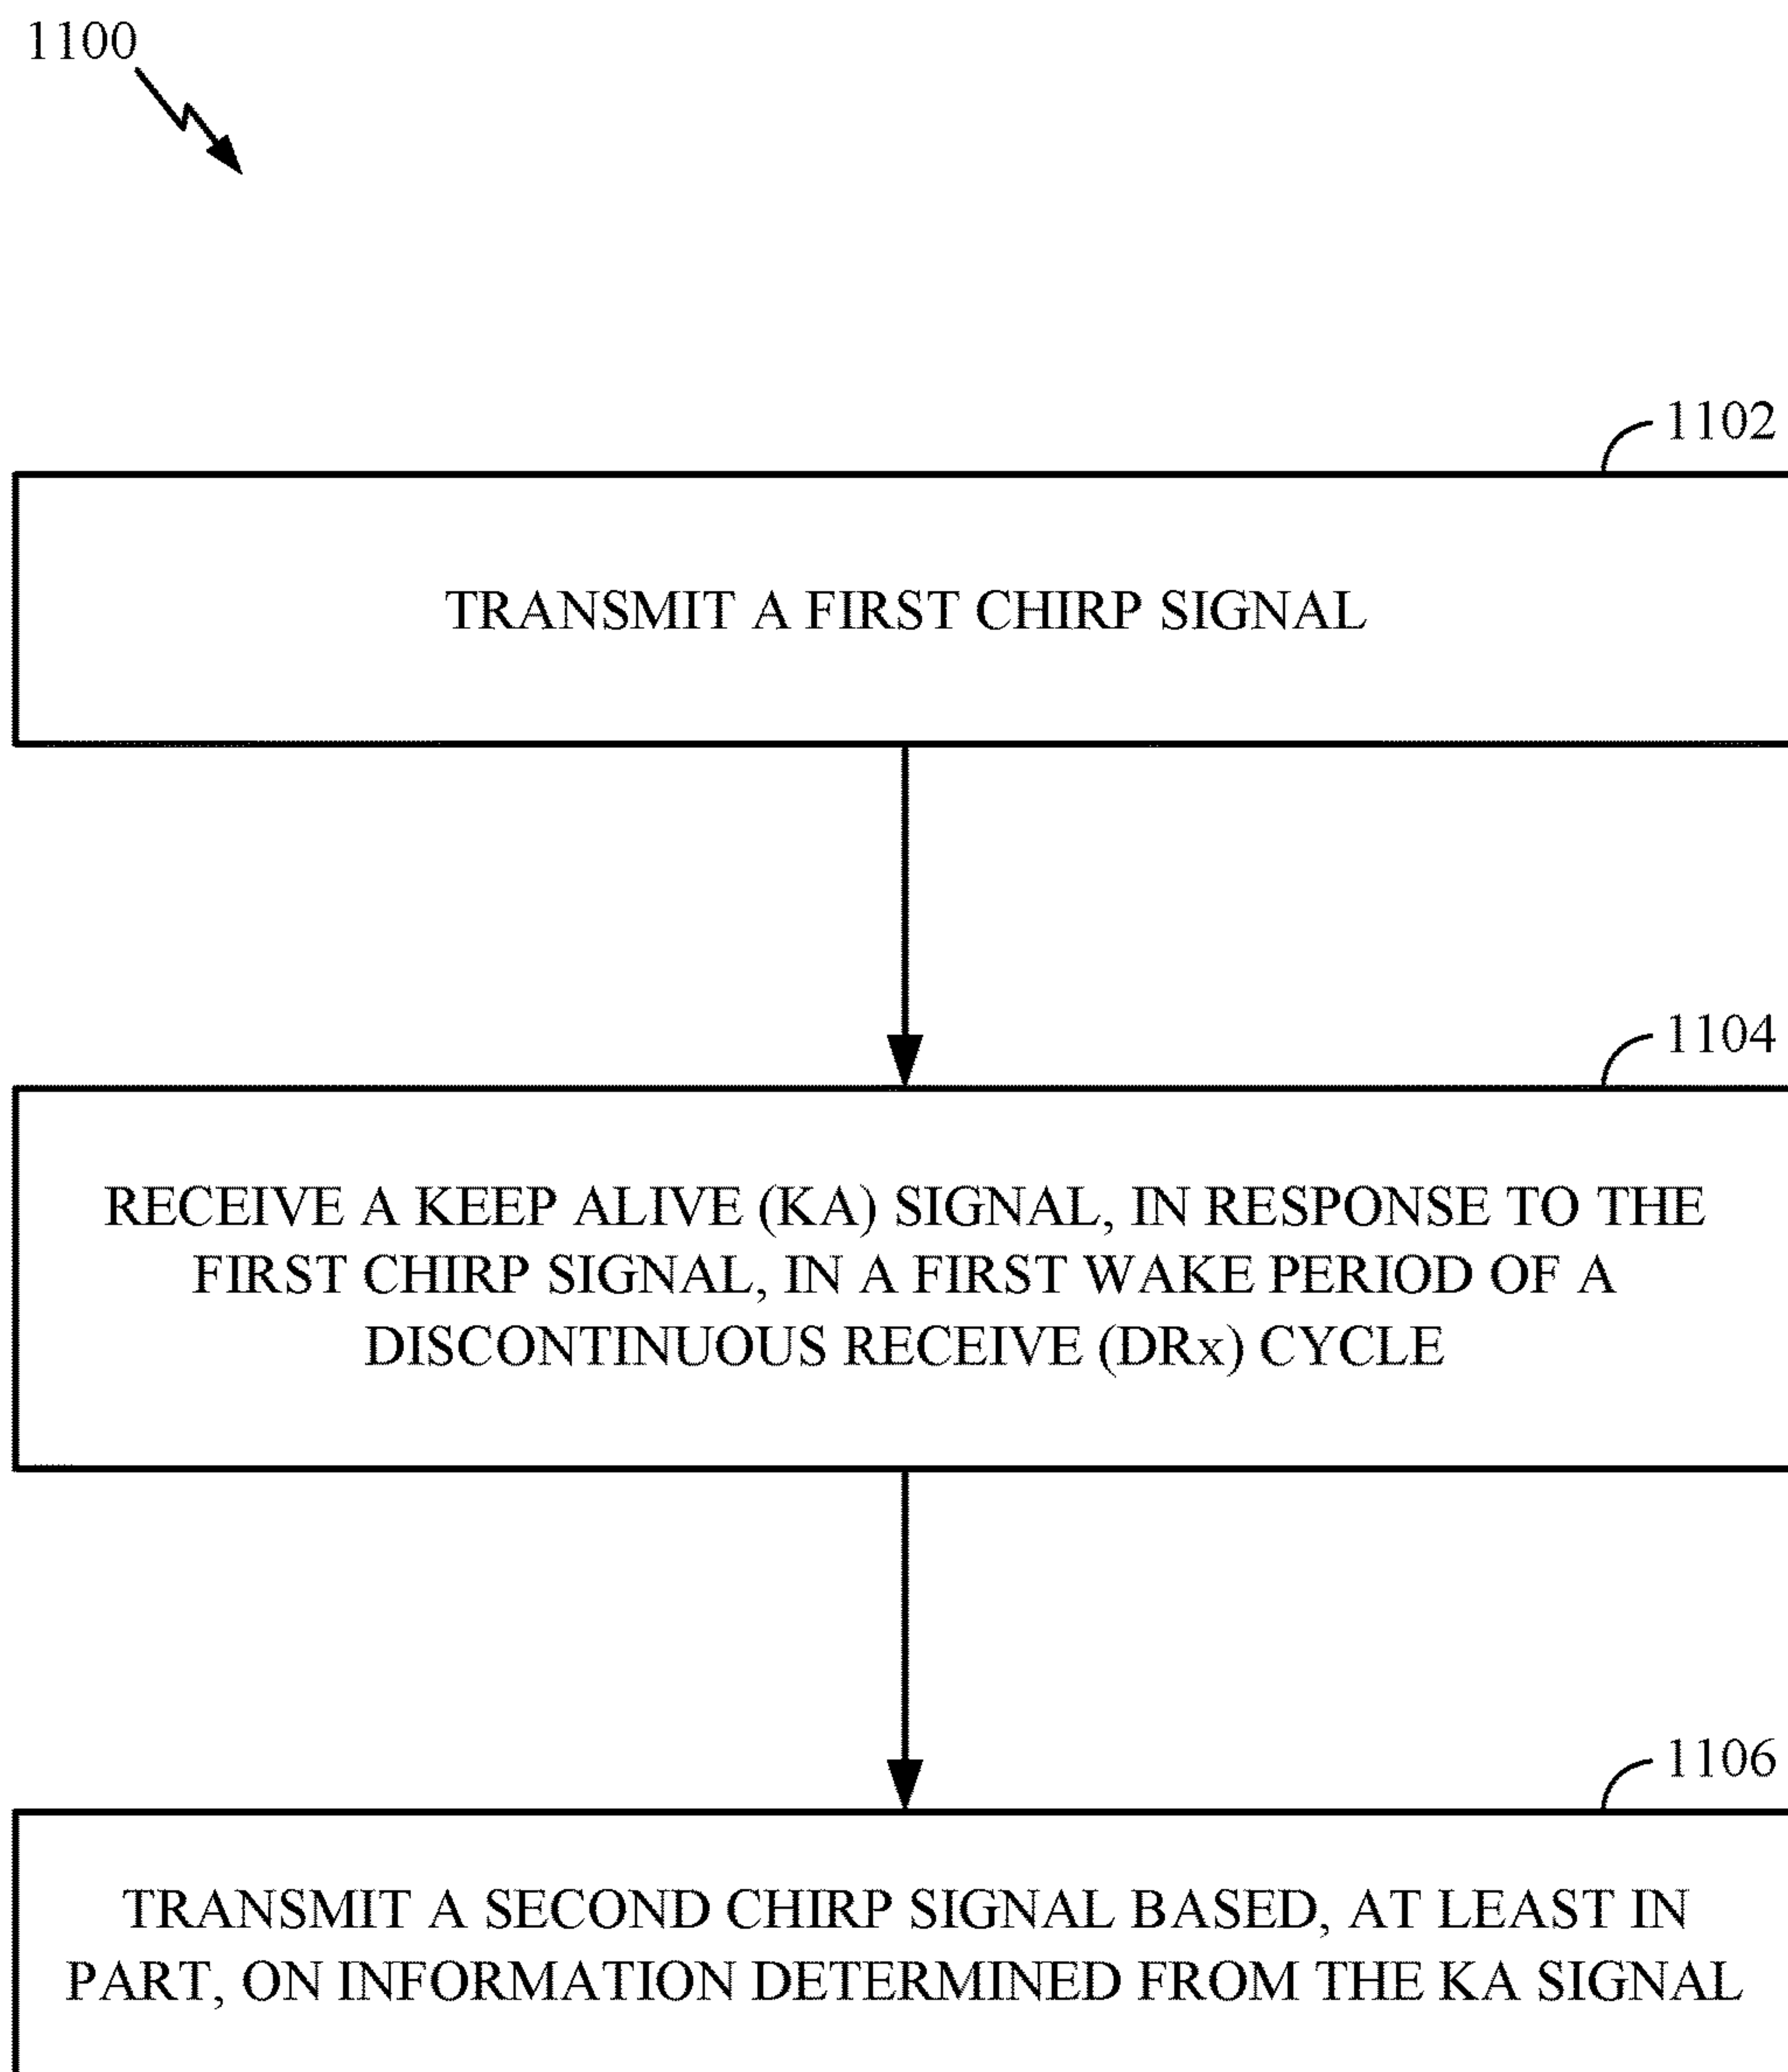 1100
1102
TRANSMIT A FIRST CHIRP SIGNAL
1104
RECEIVE A KEEP ALIVE (KA) SIGNAL, IN RESPONSE TO THE
FIRST CHIRP SIGNAL, IN A FIRST WAKE PERIOD OF A
DISCONTINUOUS RECEIVE (DRx) CYCLE
1106
TRANSMIT A SECOND CHIRP SIGNAL BASED, AT LEAST IN
PART, ON INFORMATION DETERMINED FROM THE KA SIGNAL